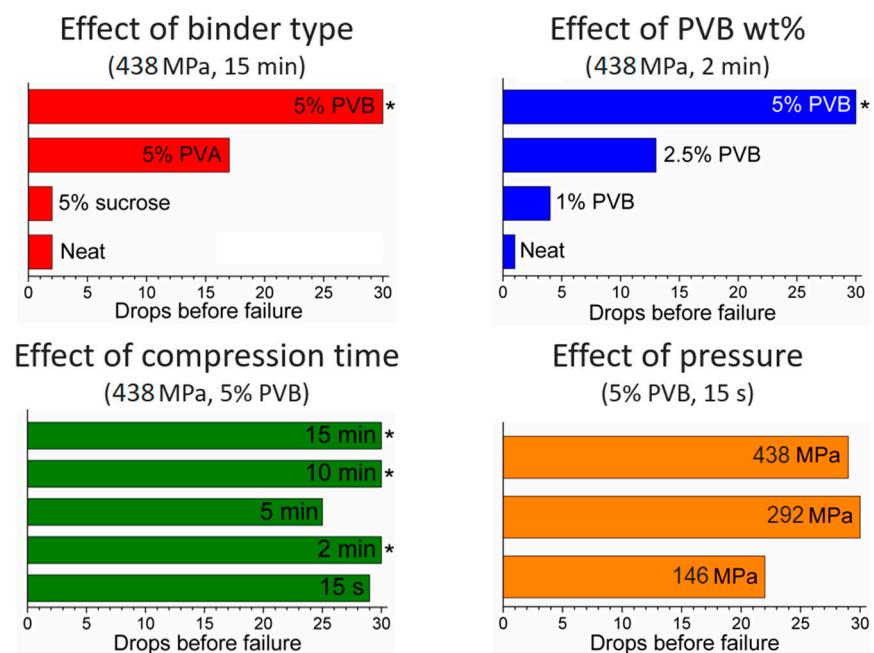 Effect of binder type
(438 MPa, 15 min)
5% PVB *
5% PVA
5% sucrose
Neat
0 5 10 15 20 25 30
Drops before failure
Effect of PVB wt%
(438 MPa, 2 min)
5% PVB *
2.5% PVB
1% PVB
Neat
0 5 10 15 20 25 30
Drops before failure
Effect of compression time
(438 MPa, 5% PVB)
15 min *
10 min *
5 min
2 min *
15 s
0 5 10 15 20 25 30
Drops before failure
Effect of pressure
(5% PVB, 15 s)
438 MPa
292 MPa
146 MPa
0 5 10 15 20 25 30
Drops before failure